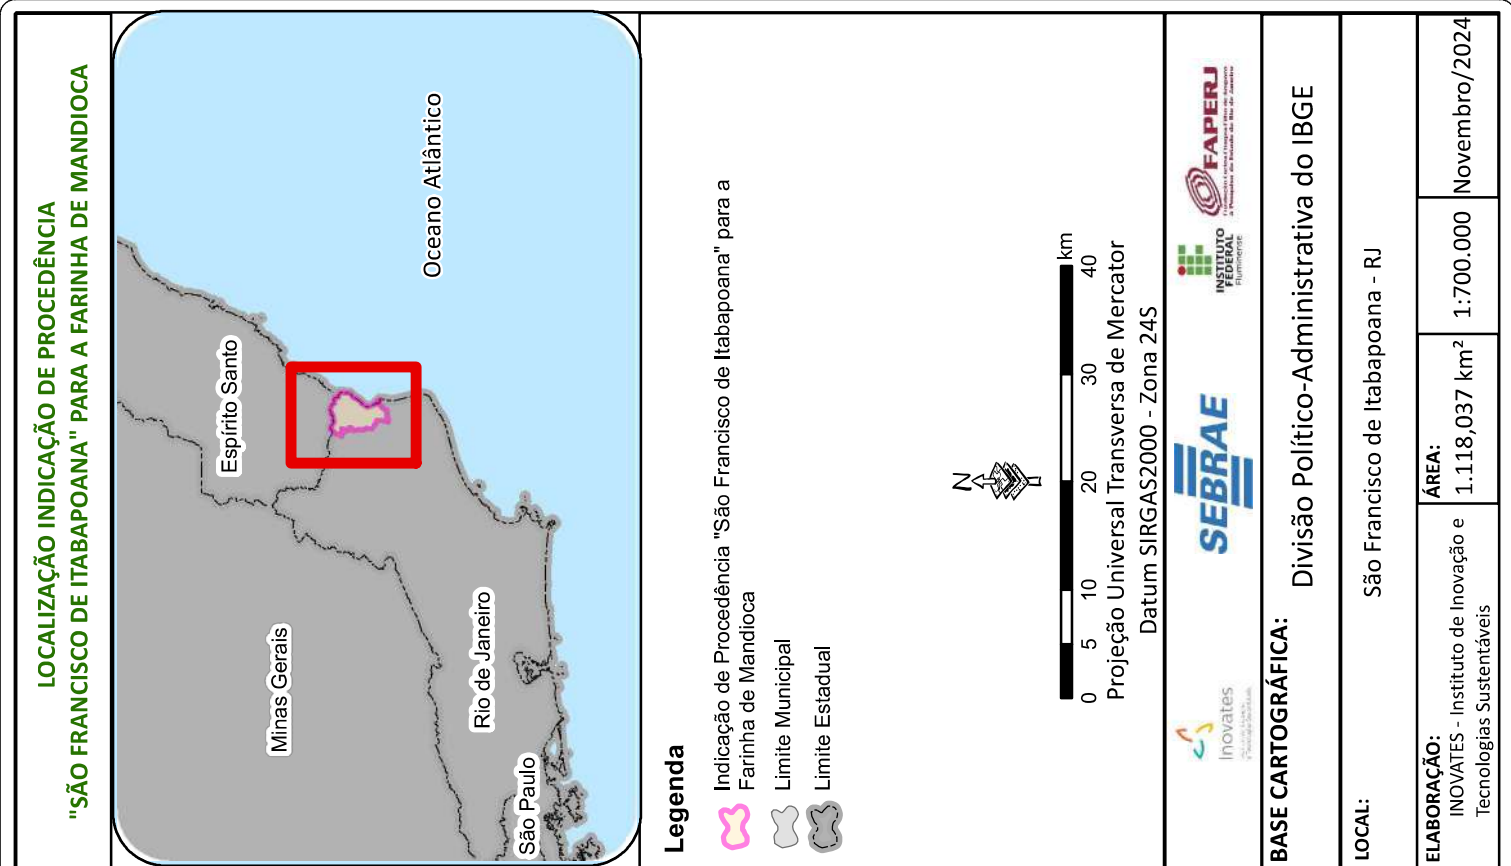 LOCALIZAÇÃO INDICAÇÃO DE PROCEDÊNCIA
"SÃO FRANCISCO DE ITABAPOANA" PARA A FARINHA DE MANDIOCA
Espírito Santo
Minas Gerais
Rio de Janeiro
São Paulo
Oceano Atlântico
Legenda
Indicação de Procedência "São Francisco de Itabapoana" para a
Farinha de Mandioca
Limite Municipal
Limite Estadual
N
0 5 10 20 30 40 km
Projeção Universal Transversa de Mercator
Datum SIRGAS2000 - Zona 24S
Inovates
SEBRAE
INSTITUTO
FEDERAL
Fluminense
FAPERJ
BASE CARTOGRÁFICA:
Divisão Político-Administrativa do IBGE
LOCAL:
São Francisco de Itabapoana - RJ
ELABORAÇÃO:
INOVATES - Instituto de Inovação e
Tecnologias Sustentáveis
ÁREA:
1.118,037 km²
1:700.000
Novembro/2024